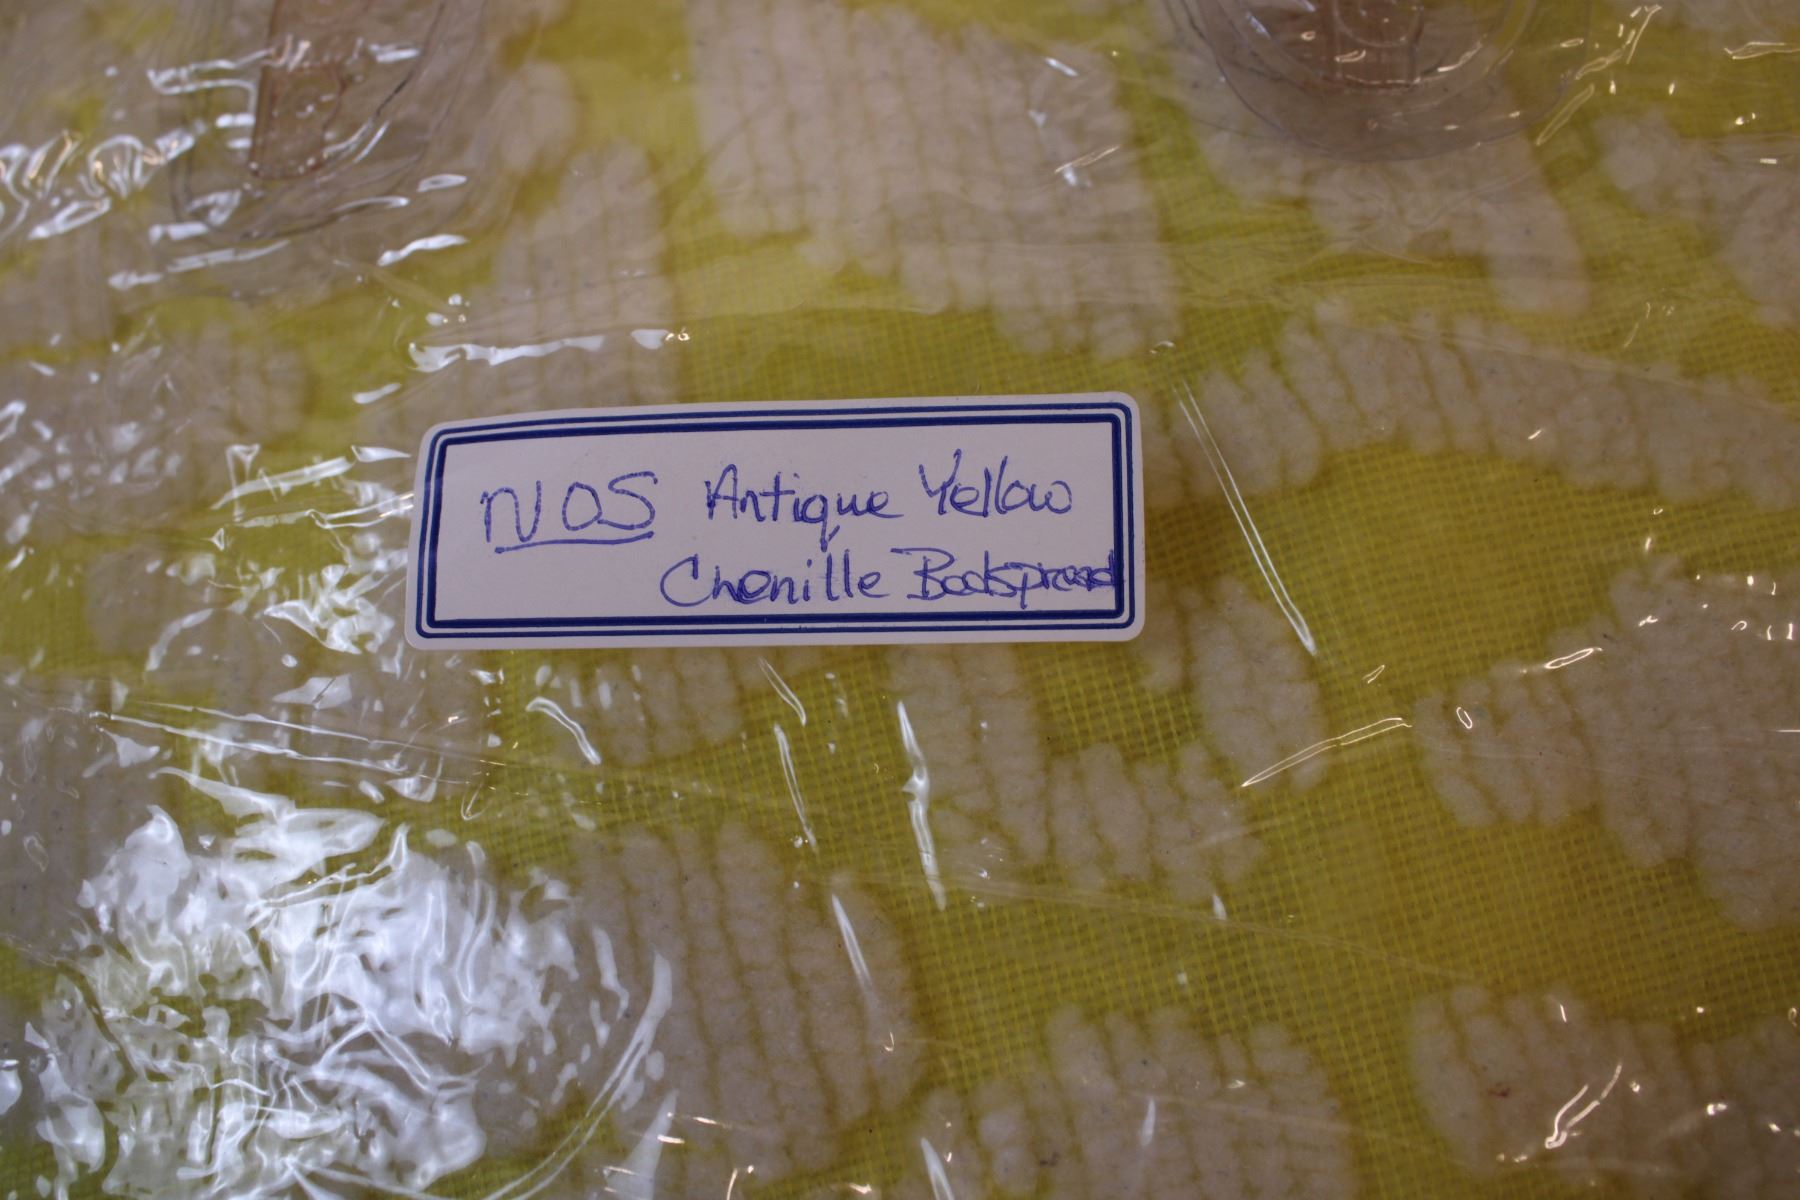 NOS Antique Yellow
Chenille Bedspread